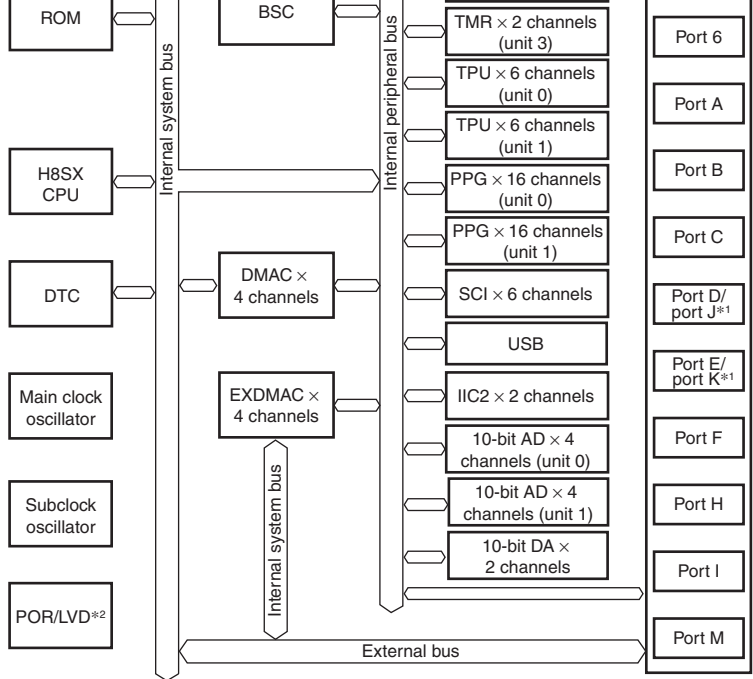 ROM
BSC
Internal system bus
Internal peripheral bus
TMR × 2 channels
(unit 3)
TPU × 6 channels
(unit 0)
TPU × 6 channels
(unit 1)
H8SX
CPU
PPG × 16 channels
(unit 0)
PPG × 16 channels
(unit 1)
DTC
DMAC ×
4 channels
SCI × 6 channels
USB
Main clock
oscillator
EXDMAC ×
4 channels
IIC2 × 2 channels
10-bit AD × 4
channels (unit 0)
Subclock
oscillator
Internal system bus
10-bit AD × 4
channels (unit 1)
10-bit DA ×
2 channels
POR/LVD*2
External bus
Port 6
Port A
Port B
Port C
Port D/
port J*1
Port E/
port K*1
Port F
Port H
Port I
Port M